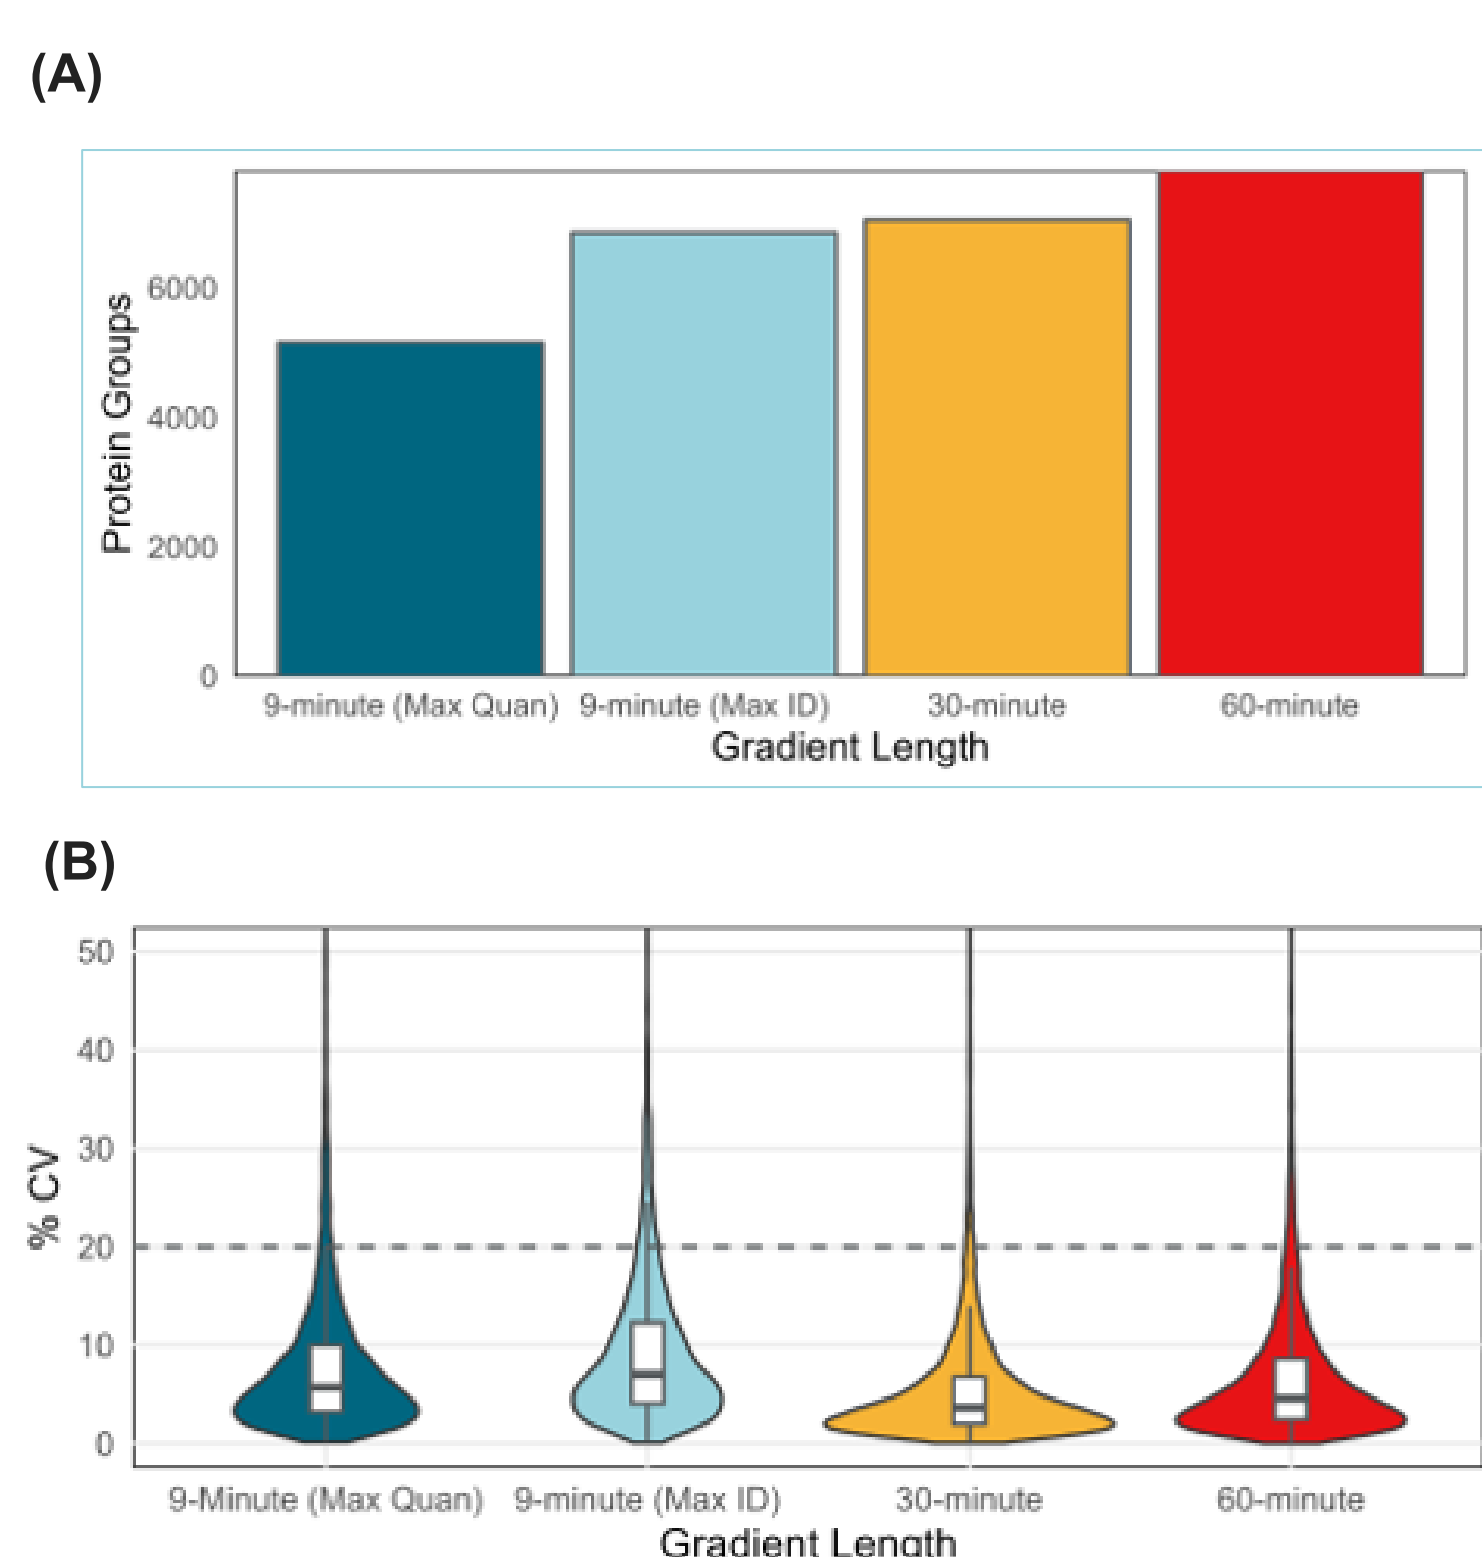 (A)
Protein Groups
6000
4000
2000
0
9-minute (Max Quan) 9-minute (Max ID) 30-minute 60-minute
Gradient Length
(B)
% CV
50
40
30
20
10
0
9-Minute (Max Quan) 9-minute (Max ID) 30-minute 60-minute
Gradient Length